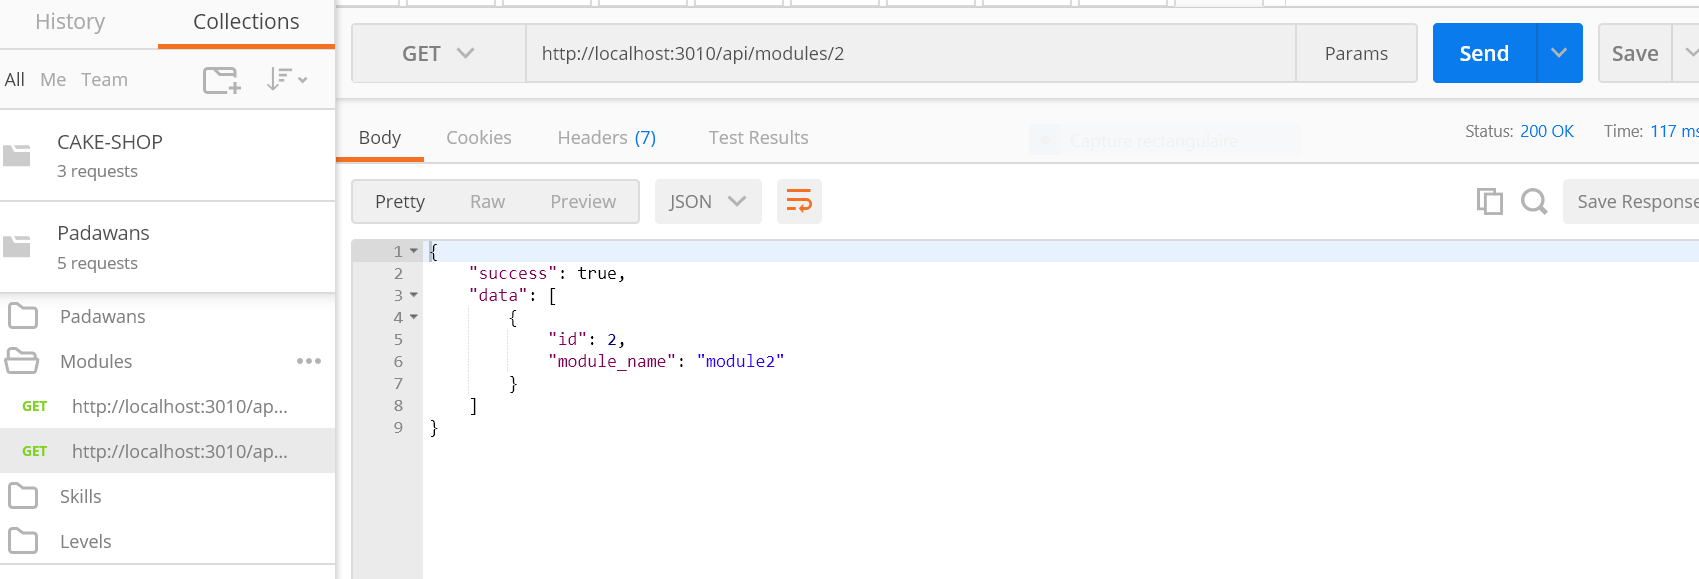 History Collections
All Me Team
CAKE-SHOP
3 requests
Padawans
5 requests
Padawans
Modules
GET http://localhost:3010/ap...
GET http://localhost:3010/ap...
Skills
Levels
GET http://localhost:3010/api/modules/2 Params Send Save
Body Cookies Headers (7) Test Results Capture rectangulaire Status: 200 OK Time: 117 ms
Pretty Raw Preview JSON Save Response
1 {
2 "success": true,
3 "data": [
4 {
5 "id": 2,
6 "module_name": "module2"
7 }
8 ]
9 }